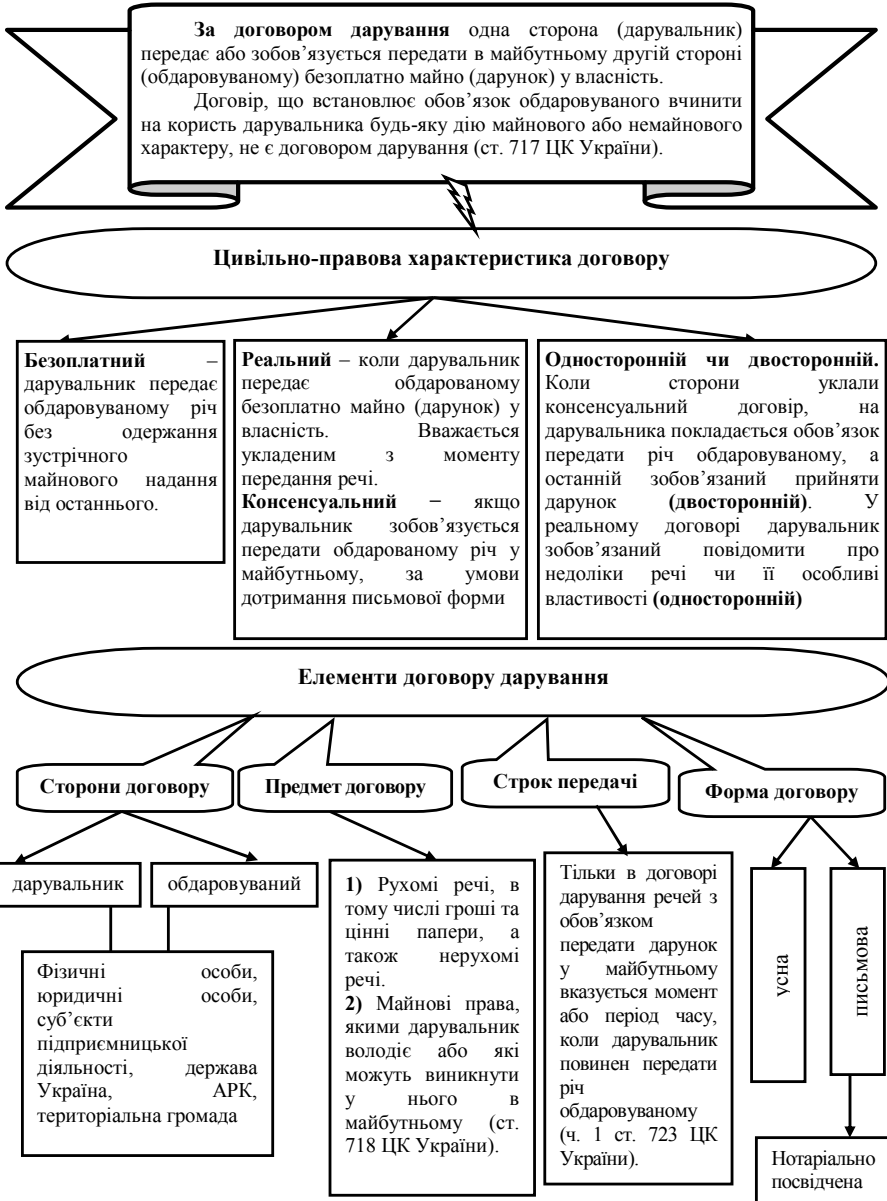 За договором дарування одна сторона (дарувальник)
передає або зобов’язується передати в майбутньому другій стороні
(обдаровуваному) безоплатно майно (дарунок) у власність.
Договір, що встановлює обов’язок обдаровуваного вчинити
на користь дарувальника будь-яку дію майнового або немайнового
характеру, не є договором дарування (ст. 717 ЦК України).
Цивільно-правова характеристика договору
Безоплатний –
дарувальник передає
обдаровуваному річ
без одержання
зустрічного
майнового надання
від останнього.
Реальний – коли дарувальник
передає обдарованому
безоплатно майно (дарунок) у
власність. Вважається
укладеним з моменту
передання речі.
Консенсуальний – якщо
дарувальник зобов’язується
передати обдарованому річ у
майбутньому, за умови
дотримання письмової форми
Односторонній чи двосторонній.
Коли сторони уклали
консенсуальний договір, на
дарувальника покладається обов’язок
передати річ обдаровуваному, а
останній зобов’язаний прийняти
дарунок (двосторонній). У
реальному договорі дарувальник
зобов’язаний повідомити про
недоліки речі чи її особливі
властивості (односторонній)
Елементи договору дарування
Сторони договору
Предмет договору
Строк передачі
Форма договору
дарувальник
обдаровуваний
Фізичні особи,
юридичні особи,
суб’єкти
підприємницької
діяльності, держава
Україна, АРК,
територіальна громада
1) Рухомі речі, в
тому числі гроші та
цінні папери, а
також нерухомі
речі.
2) Майнові права,
якими дарувальник
володіє або які
можуть виникнути
у нього в
майбутньому (ст.
718 ЦК України).
Тільки в договорі
дарування речей з
обов’язком
передати дарунок
у майбутньому
вказується момент
або період часу,
коли дарувальник
повинен передати
річ
обдаровуваному
(ч. 1 ст. 723 ЦК
України).
усна
письмова
Нотаріально
посвідчена